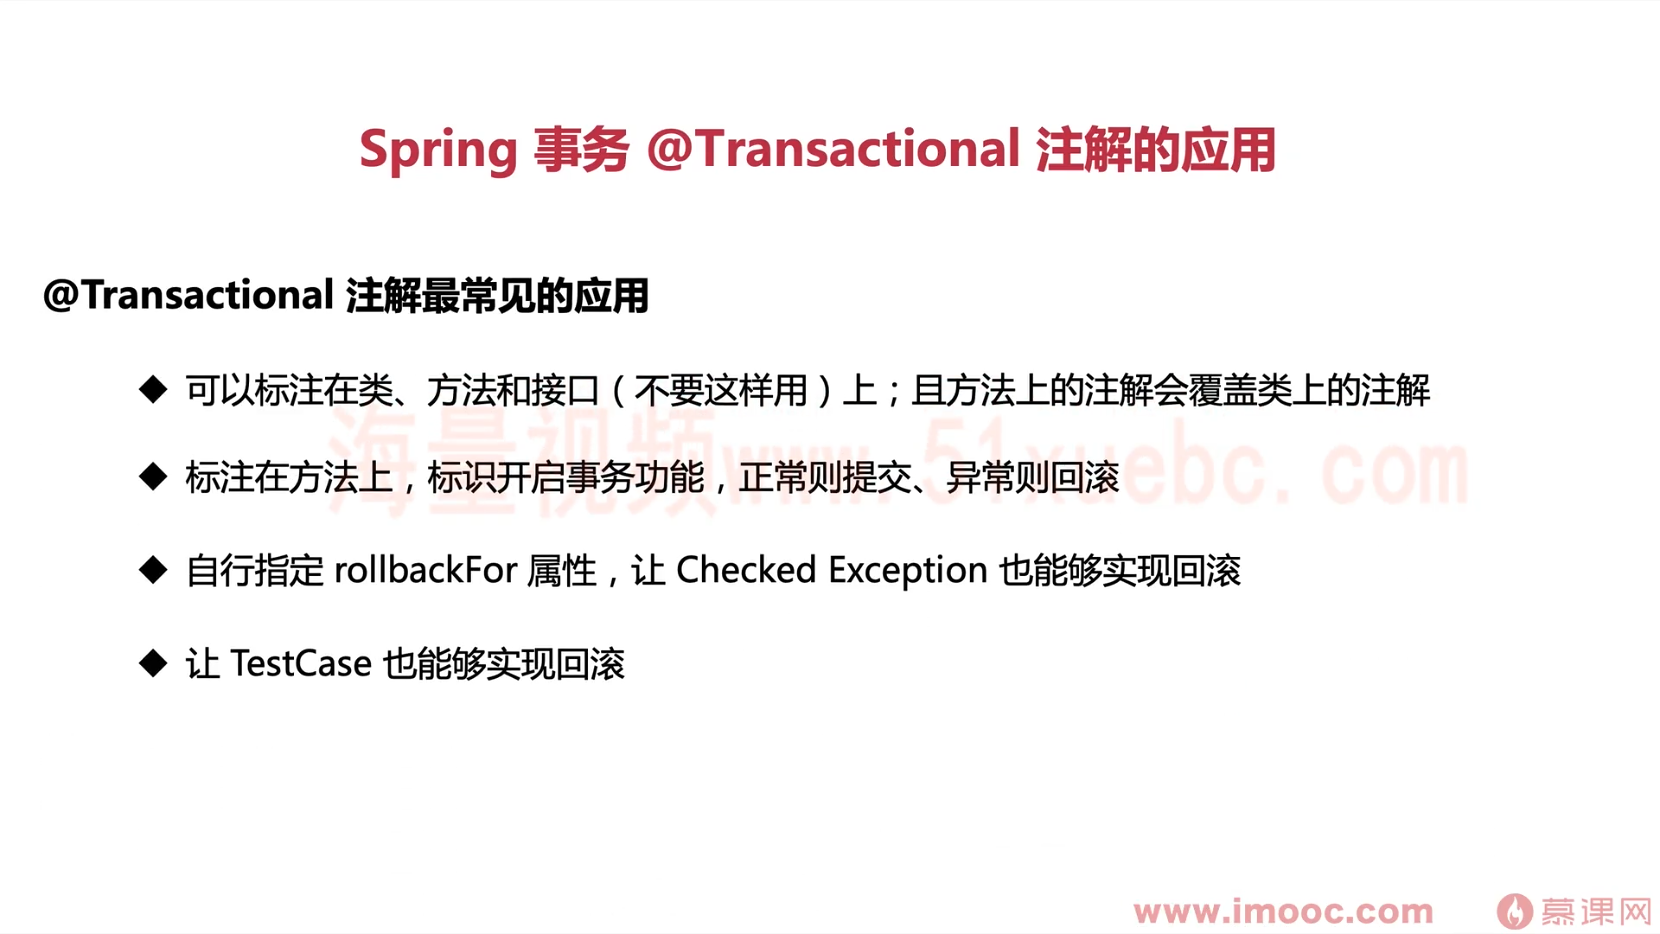 Spring 事务 @Transactional 注解的应用
@Transactional 注解最常见的应用
◆ 可以标注在类、方法和接口（不要这样用）上；且方法上的注解会覆盖类上的注解
海量视频www.51xuebc.com
◆ 标注在方法上，标识开启事务功能，正常则提交、异常则回滚
◆ 自行指定 rollbackFor 属性，让 Checked Exception 也能够实现回滚
◆ 让 TestCase 也能够实现回滚
www.imooc.com 慕课网